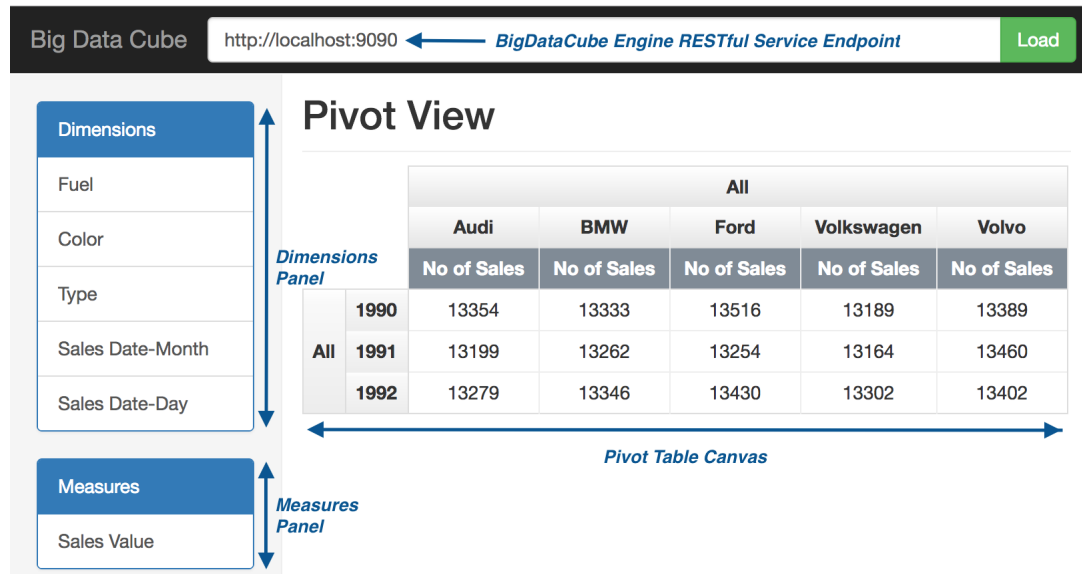 Big Data Cube http://localhost:9090 BigDataCube Engine RESTful Service Endpoint Load
Dimensions
Fuel
Color
Type
Sales Date-Month
Sales Date-Day
Dimensions
Panel
Measures
Sales Value
Measures
Panel
Pivot View
All
Audi BMW Ford Volkswagen Volvo
No of Sales No of Sales No of Sales No of Sales No of Sales
1990 13354 13333 13516 13189 13389
All 1991 13199 13262 13254 13164 13460
1992 13279 13346 13430 13302 13402
Pivot Table Canvas